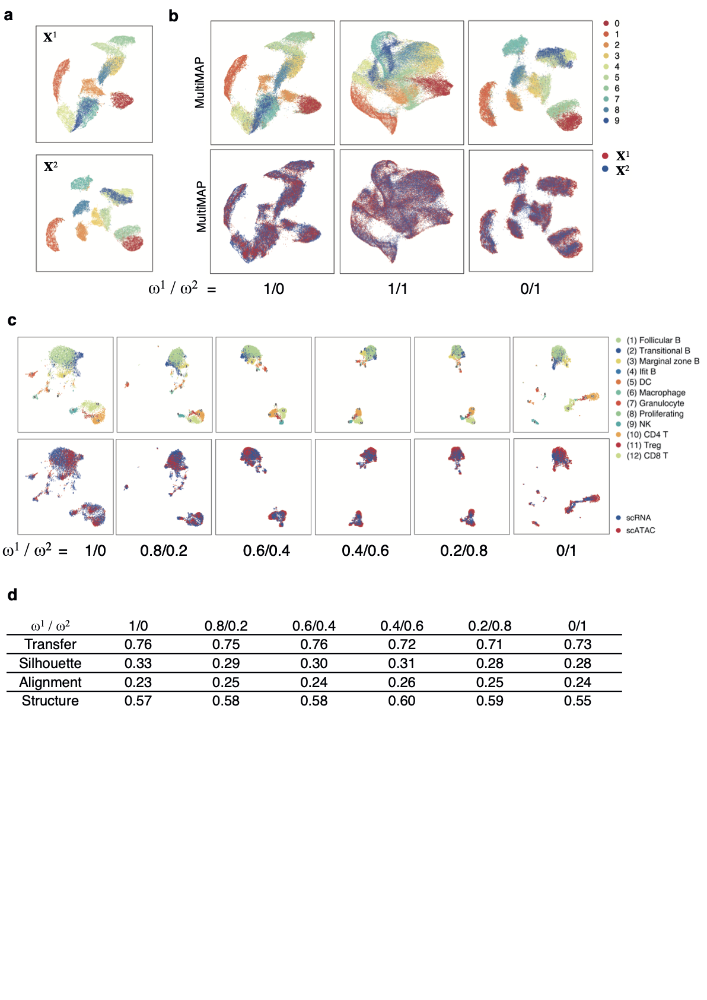 a
X¹
X²
b
MultiMAP
MultiMAP
0
1
2
3
4
5
6
7
8
9
X¹
X²
ω¹ / ω² = 1/0 1/1 0/1
c
(1) Follicular B
(2) Transitional B
(3) Marginal zone B
(4) Ifit B
(5) DC
(6) Macrophage
(7) Granulocyte
(8) Proliferating
(9) NK
(10) CD4 T
(11) Treg
(12) CD8 T
scRNA
scATAC
ω¹ / ω² = 1/0 0.8/0.2 0.6/0.4 0.4/0.6 0.2/0.8 0/1
d
ω¹ / ω² 1/0 0.8/0.2 0.6/0.4 0.4/0.6 0.2/0.8 0/1
Transfer 0.76 0.75 0.76 0.72 0.71 0.73
Silhouette 0.33 0.29 0.30 0.31 0.28 0.28
Alignment 0.23 0.25 0.24 0.26 0.25 0.24
Structure 0.57 0.58 0.58 0.60 0.59 0.55